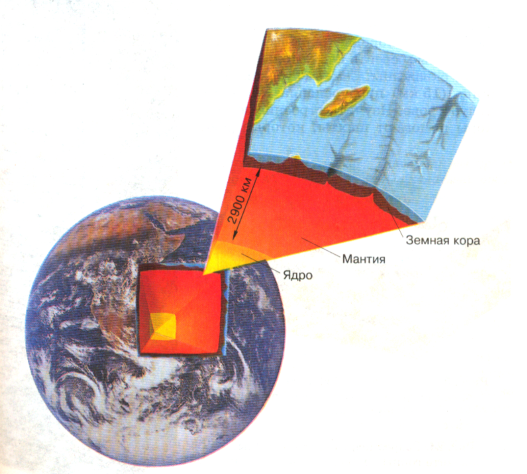 2900 км
Земная кора
Мантия
Ядро